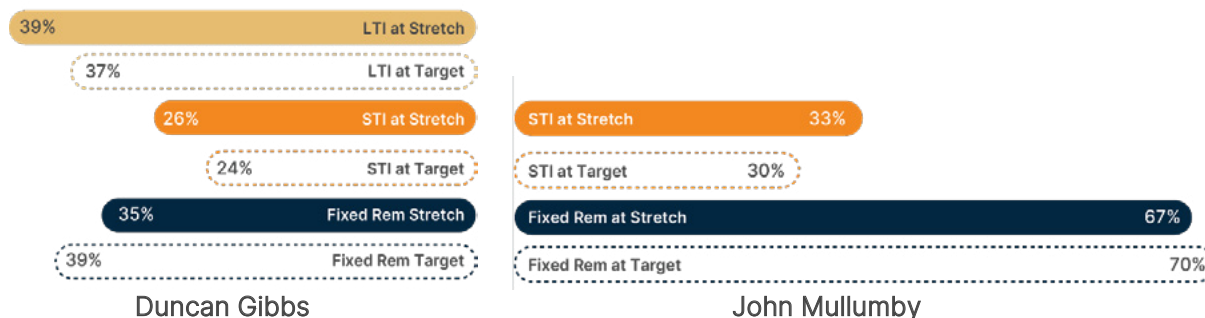 39% LTI at Stretch
37% LTI at Target
26% STI at Stretch
24% STI at Target
35% Fixed Rem Stretch
39% Fixed Rem Target
Duncan Gibbs
STI at Stretch 33%
STI at Target 30%
Fixed Rem at Stretch 67%
Fixed Rem at Target 70%
John Mullumby